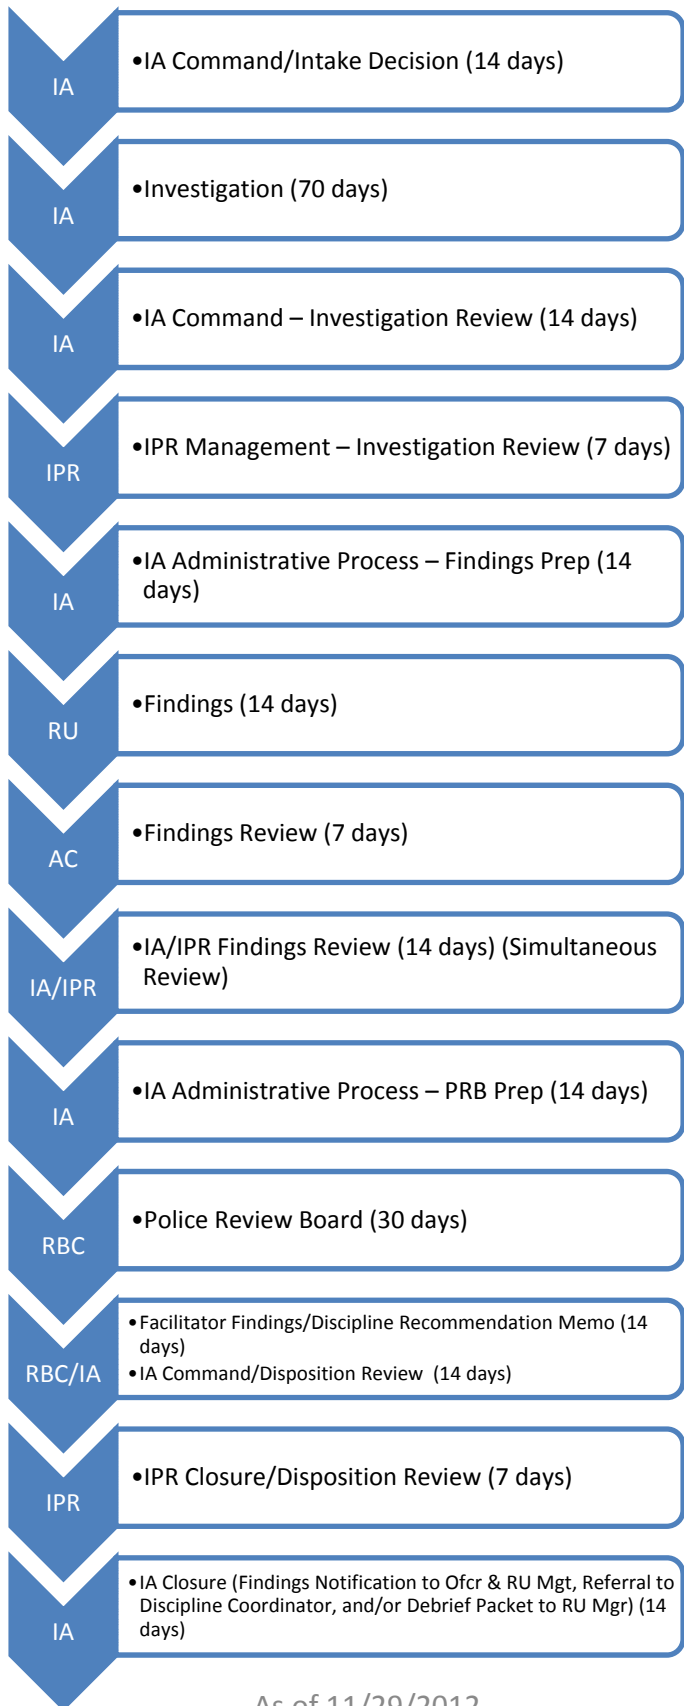 IA
•IA Command/Intake Decision (14 days)
IA
•Investigation (70 days)
IA
•IA Command – Investigation Review (14 days)
IPR
•IPR Management – Investigation Review (7 days)
IA
•IA Administrative Process – Findings Prep (14
days)
RU
•Findings (14 days)
AC
•Findings Review (7 days)
IA/IPR
•IA/IPR Findings Review (14 days) (Simultaneous
Review)
IA
•IA Administrative Process – PRB Prep (14 days)
RBC
•Police Review Board (30 days)
RBC/IA
•Facilitator Findings/Discipline Recommendation Memo (14
days)
•IA Command/Disposition Review (14 days)
IPR
•IPR Closure/Disposition Review (7 days)
IA
•IA Closure (Findings Notification to Ofcr & RU Mgt, Referral to
Discipline Coordinator, and/or Debrief Packet to RU Mgr) (14
days)
As of 11/29/2012